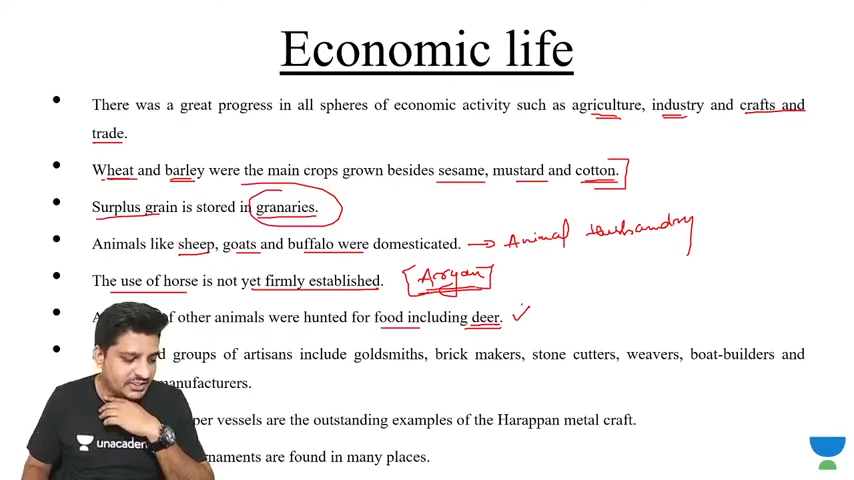 Economic life
• There was a great progress in all spheres of economic activity such as agriculture, industry and crafts and
trade.
• Wheat and barley were the main crops grown besides sesame, mustard and cotton.
• Surplus grain is stored in granaries.
• Animals like sheep, goats and buffalo were domesticated. → Animal Husbandry
• The use of horse is not yet firmly established. [Aryan]
• of other animals were hunted for food including deer. ✓
• groups of artisans include goldsmiths, brick makers, stone cutters, weavers, boat-builders and
manufacturers.
vessels are the outstanding examples of the Harappan metal craft.
are found in many places.